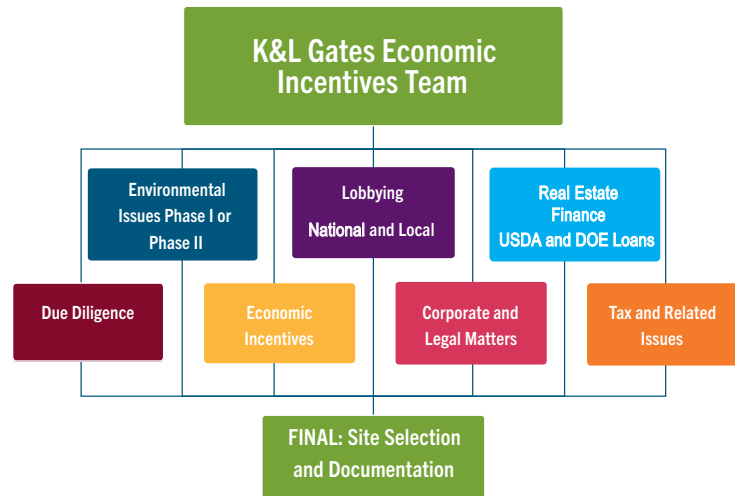 K&L Gates Economic
Incentives Team
Environmental
Issues Phase I or
Phase II
Lobbying
National and Local
Real Estate
Finance
USDA and DOE Loans
Due Diligence
Economic
Incentives
Corporate and
Legal Matters
Tax and Related
Issues
FINAL: Site Selection
and Documentation